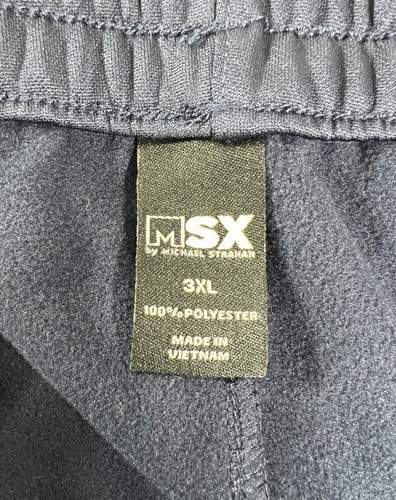 MSX
by MICHAEL STRAHAN
3XL
100% POLYESTER
MADE IN
VIETNAM